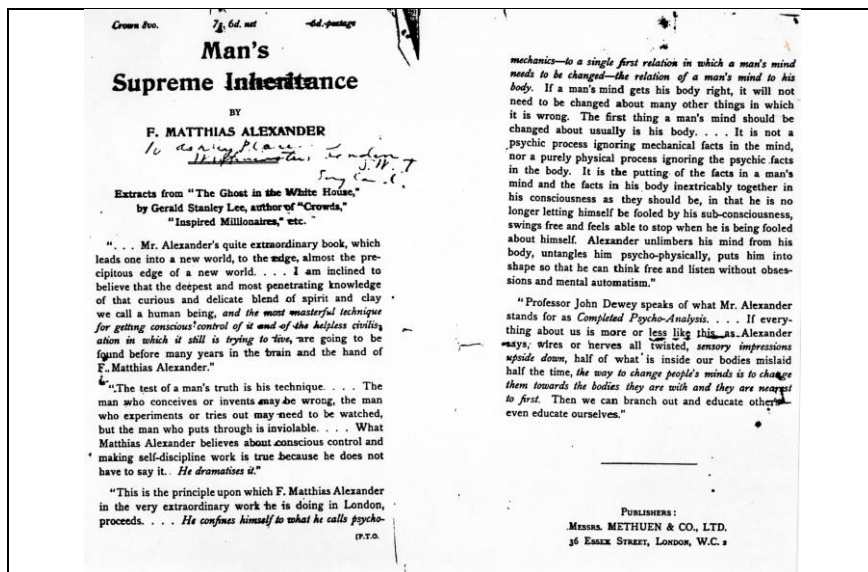 Crown 8vo. 7s. 6d. net -6d. postage
Man's
Supreme Inheritance
BY
F. MATTHIAS ALEXANDER
16 Ashley Place
Westminster, London
S.W.1
Extracts from "The Ghost in the White House,"
by Gerald Stanley Lee, author of "Crowds,"
"Inspired Millionaires," etc.
". . . Mr. Alexander's quite extraordinary book, which
leads one into a new world, to the edge, almost the pre-
cipitous edge of a new world. . . . I am inclined to
believe that the deepest and most penetrating knowledge
of that curious and delicate blend of spirit and clay
we call a human being, and the most masterful technique
for getting conscious control of it and of the helpless civilis-
ation in which it still is trying to live, are going to be
found before many years in the brain and the hand of
F. Matthias Alexander."
"The test of a man's truth is his technique. . . . The
man who conceives or invents may be wrong, the man
who experiments or tries out may need to be watched,
but the man who puts through is inviolable. . . . What
Matthias Alexander believes about conscious control and
making self-discipline work is true because he does not
have to say it. He dramatises it."
"This is the principle upon which F. Matthias Alexander
in the very extraordinary work he is doing in London,
proceeds. . . . He confines himself to what he calls psycho-
[P.T.O.
mechanics—to a single first relation in which a man's mind
needs to be changed—the relation of a man's mind to his
body. If a man's mind gets his body right, it will not
need to be changed about many other things in which
it is wrong. The first thing a man's mind should be
changed about usually is his body. . . . It is not a
psychic process ignoring mechanical facts in the mind,
nor a purely physical process ignoring the psychic facts
in the body. It is the putting of the facts in a man's
mind and the facts in his body inextricably together in
his consciousness as they should be, in that he is no
longer letting himself be fooled by his sub-consciousness,
swings free and feels able to stop when he is being fooled
about himself. Alexander unlimbers his mind from his
body, untangles him psycho-physically, puts him into
shape so that he can think free and listen without obses-
sions and mental automatism.
"Professor John Dewey speaks of what Mr. Alexander
stands for as Completed Psycho-Analysis. . . . If every-
thing about us is more or less like this as Alexander
says, wires or nerves all twisted, sensory impressions
upside down, half of what is inside our bodies mislaid
half the time, the way to change people's minds is to change
them towards the bodies they are with and they are nearest
to first. Then we can branch out and educate others—
even educate ourselves."
PUBLISHERS:
MESSRS. METHUEN & CO., LTD.
36 ESSEX STREET, LONDON, W.C. 2